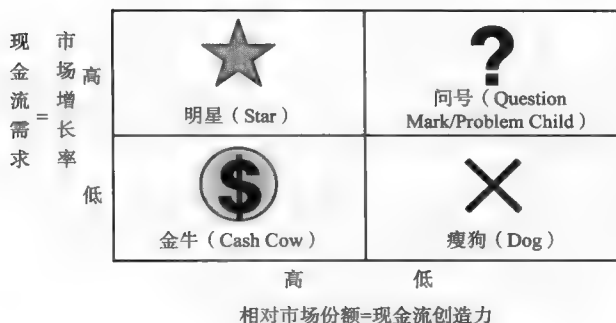 现金流需求
=
市场增长率
高
明星（Star）
?
问号（Question
Mark/Problem Child）
低
$
金牛（Cash Cow）
瘦狗（Dog）
高
低
相对市场份额=现金流创造力